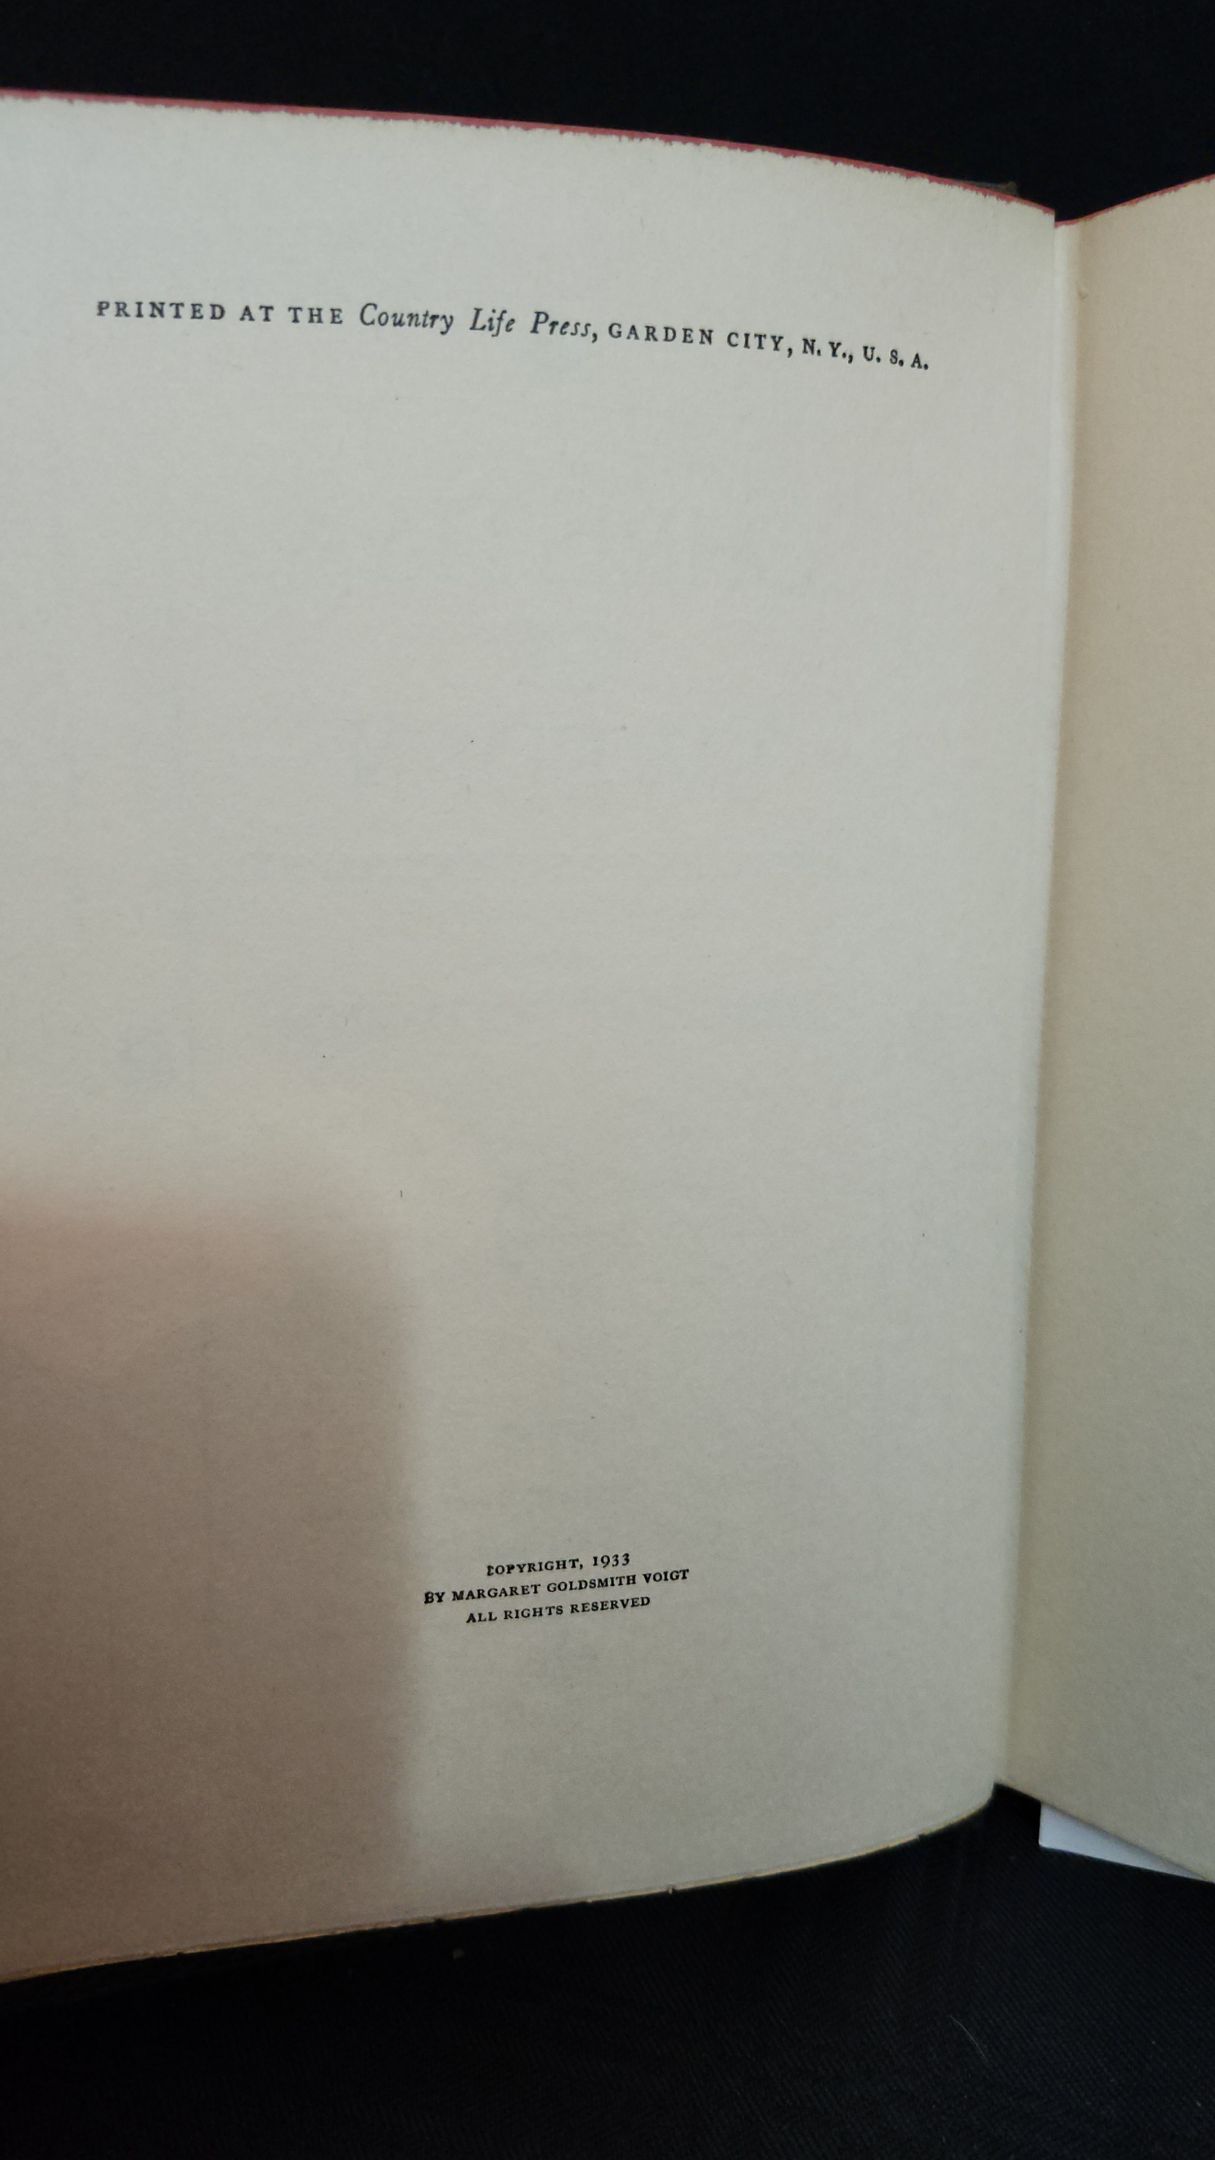 PRINTED AT THE Country Life Press, GARDEN CITY, N. Y., U. S. A.
COPYRIGHT, 1933
BY MARGARET GOLDSMITH VOIGT
ALL RIGHTS RESERVED